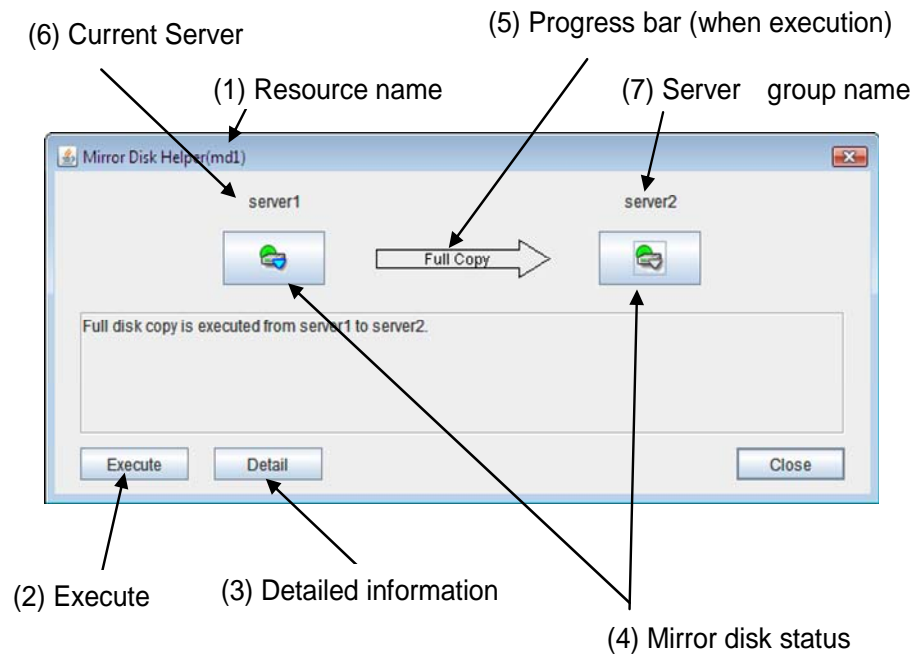 (5) Progress bar (when execution)
(6) Current Server
(1) Resource name
(7) Server group name
Mirror Disk Helper(md1)
server1
server2
Full Copy
Full disk copy is executed from server1 to server2.
Execute
Detail
Close
(2) Execute
(3) Detailed information
(4) Mirror disk status